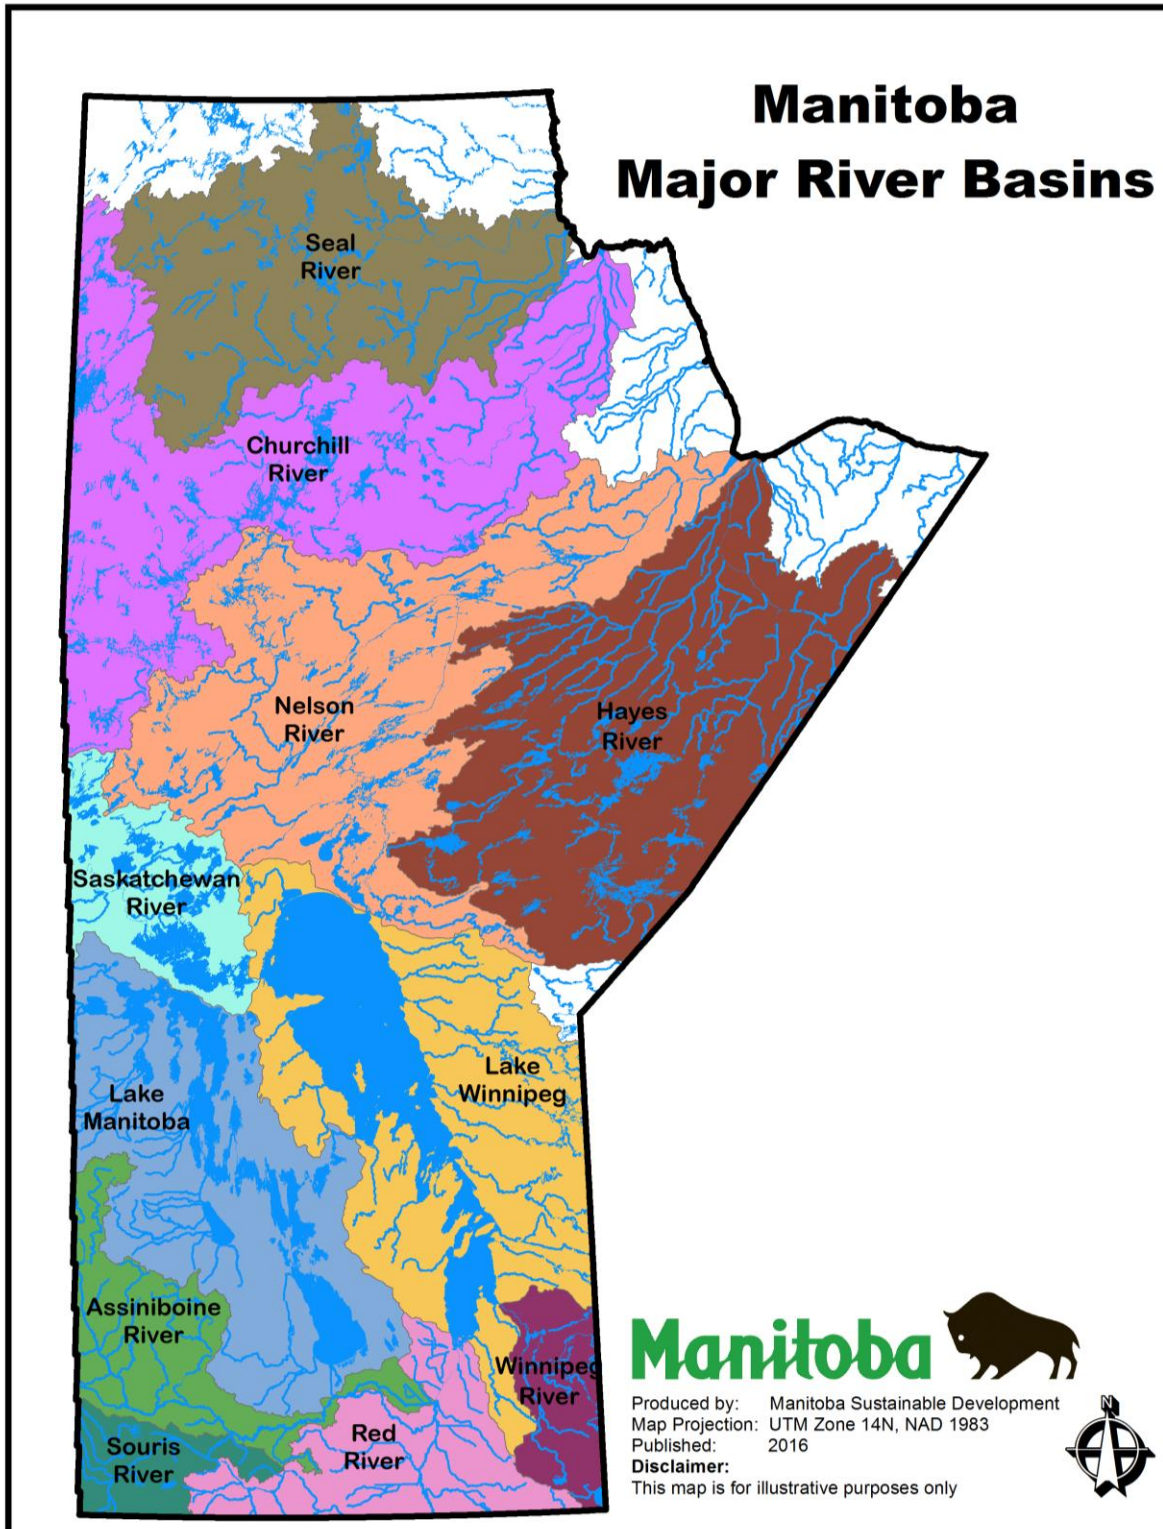 Manitoba
Major River Basins
Seal
River
Churchill
River
Nelson
River
Hayes
River
Saskatchewan
River
Lake
Winnipeg
Lake
Manitoba
Assiniboine
River
Winnipeg
River
Red
River
Souris
River
Manitoba
N
Produced by: Manitoba Sustainable Development
Map Projection: UTM Zone 14N, NAD 1983
Published: 2016
Disclaimer:
This map is for illustrative purposes only